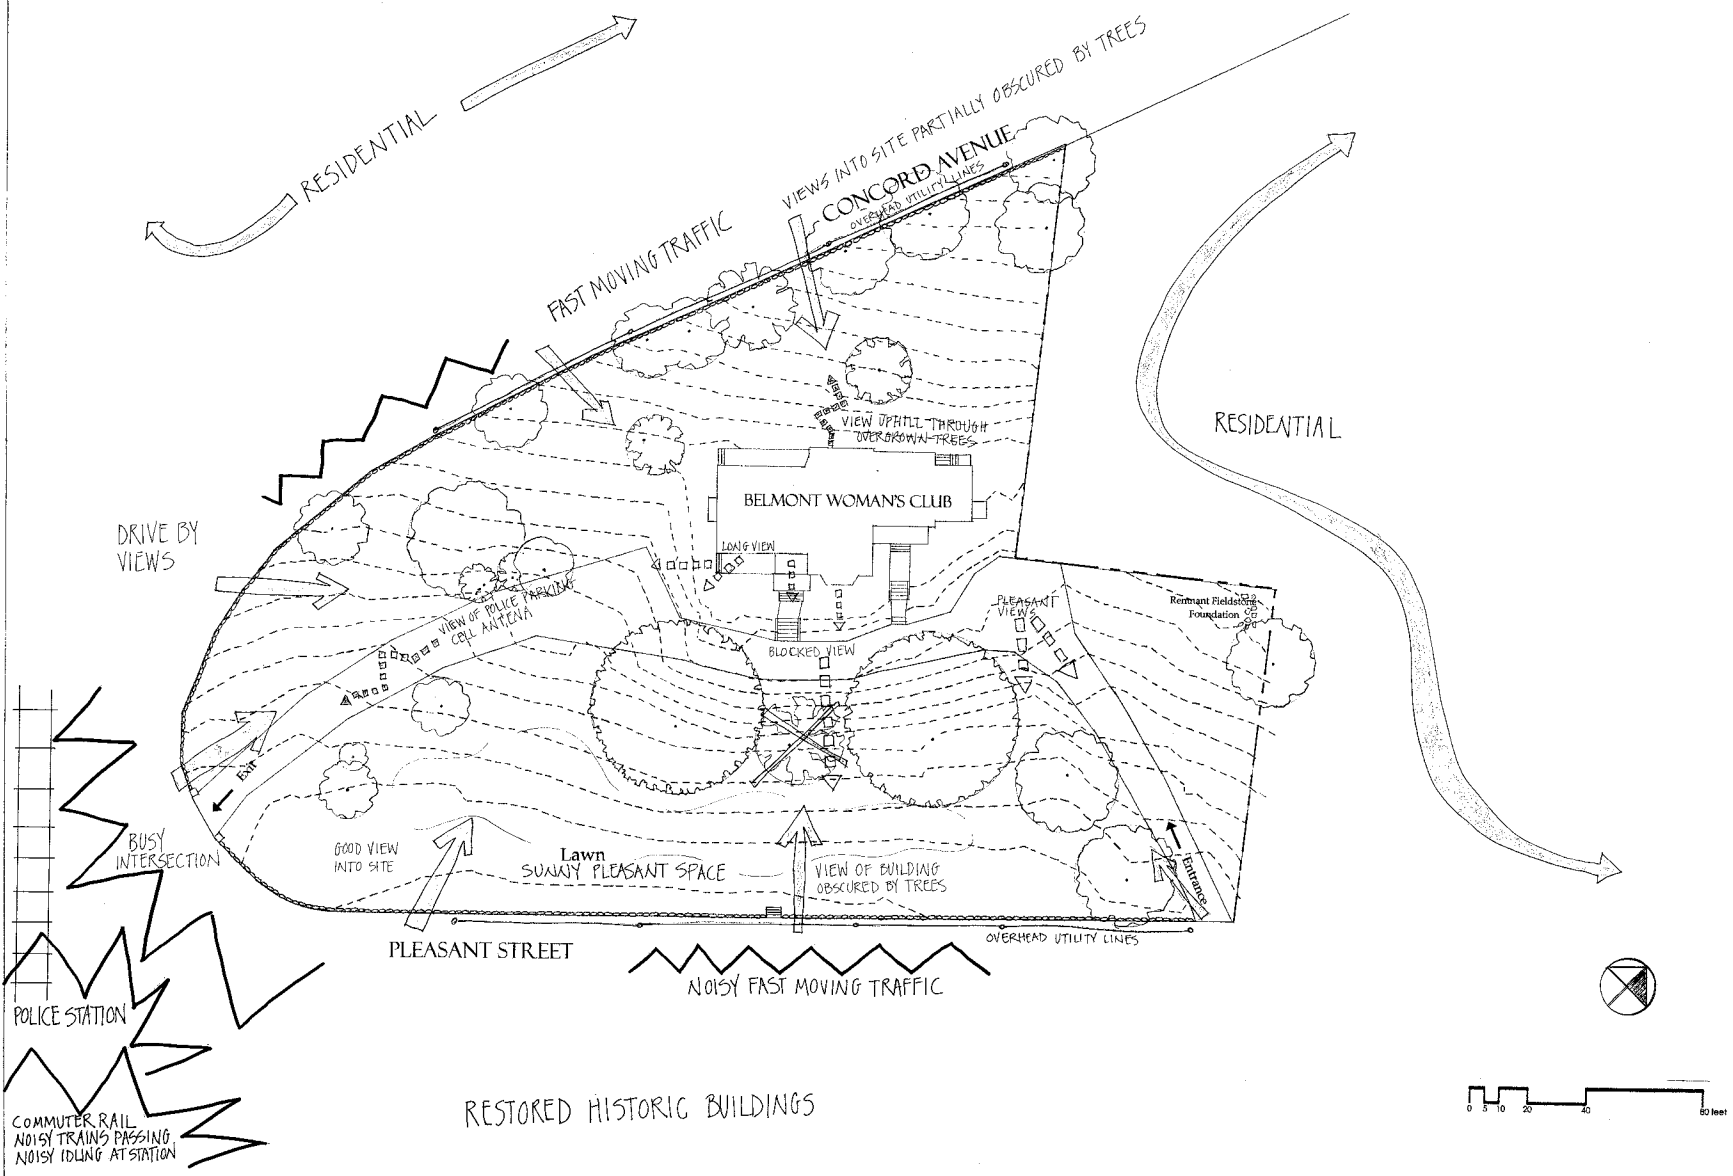 VIEWS INTO SITE PARTIALLY OBSCURED BY TREES
RESIDENTIAL
CONCORD AVENUE
OVERHEAD UTILITY LINES
FAST MOVING TRAFFIC
VIEW UPHILL THROUGH
OVERGROWN TREES
RESIDENTIAL
BELMONT WOMAN'S CLUB
DRIVE BY
VIEWS
LONG VIEW
VIEW OF POLICE PARKING
CELL ANTENA
PLEASANT
VIEWS
Remnant Fieldstone
Foundation
BLOCKED VIEW
Exit
BUSY
INTERSECTION
GOOD VIEW
INTO SITE
Lawn
SUNNY PLEASANT SPACE
VIEW OF BUILDING
OBSCURED BY TREES
Entrance
PLEASANT STREET
OVERHEAD UTILITY LINES
NOISY FAST MOVING TRAFFIC
POLICE STATION
RESTORED HISTORIC BUILDINGS
COMMUTER RAIL
NOISY TRAINS PASSING
NOISY IDLING AT STATION
0 5 10 20 40 80 feet